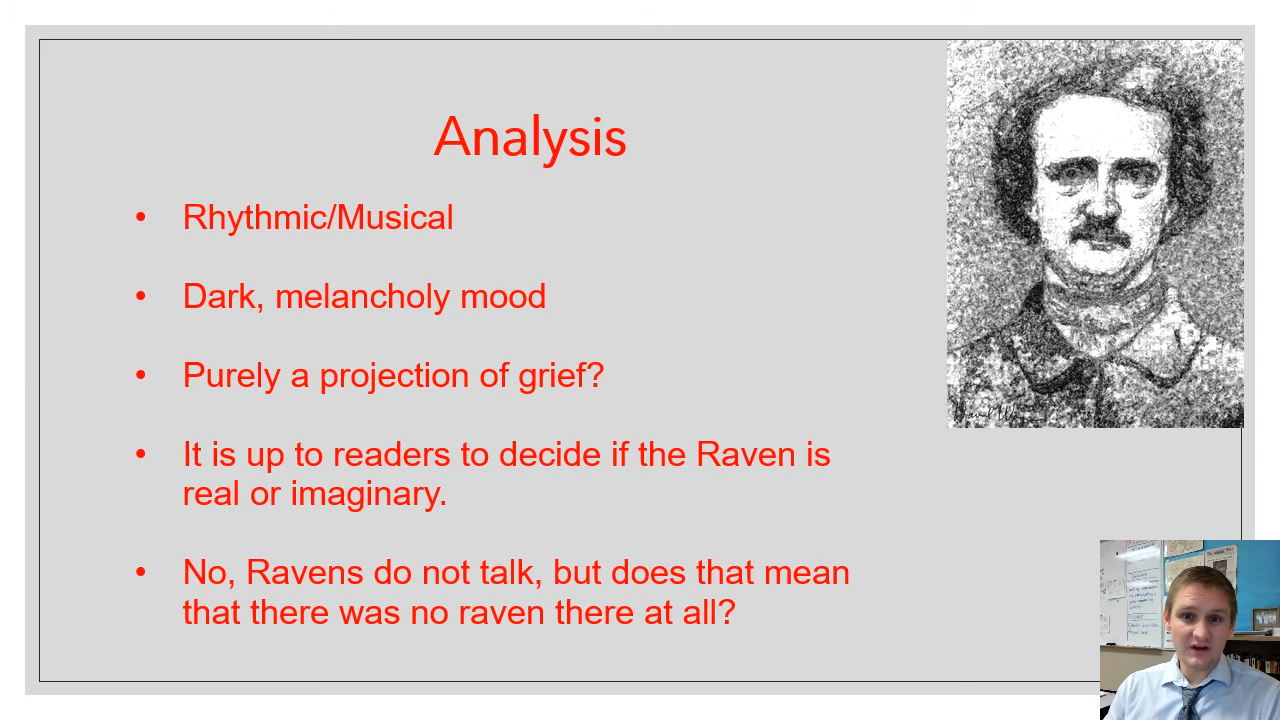 Analysis
• Rhythmic/Musical
• Dark, melancholy mood
• Purely a projection of grief?
• It is up to readers to decide if the Raven is
real or imaginary.
• No, Ravens do not talk, but does that mean
that there was no raven there at all?